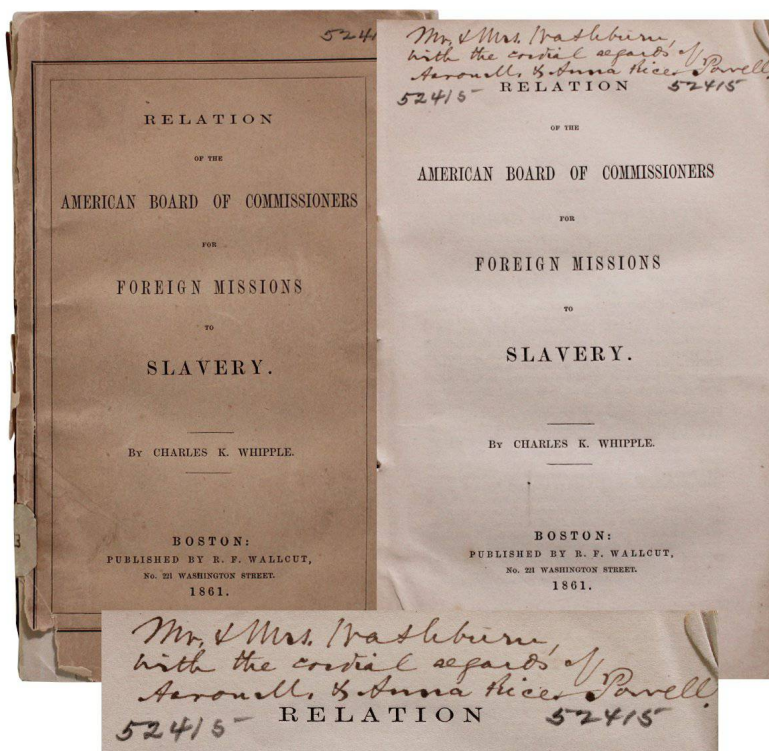 5241
RELATION
OF THE
AMERICAN BOARD OF COMMISSIONERS
FOR
FOREIGN MISSIONS
TO
SLAVERY.
BY CHARLES K. WHIPPLE.
BOSTON:
PUBLISHED BY R. F. WALLCUT,
No. 221 WASHINGTON STREET.
1861.
3
Mr. & Mrs. Washburn,
with the cordial regards of
Aaron M. & Anna Rice Powell.
52415 52415
RELATION
OF THE
AMERICAN BOARD OF COMMISSIONERS
FOR
FOREIGN MISSIONS
TO
SLAVERY.
BY CHARLES K. WHIPPLE.
BOSTON:
PUBLISHED BY R. F. WALLCUT,
No. 221 WASHINGTON STREET.
1861.
Mr. & Mrs. Washburn,
with the cordial regards of
Aaron M. & Anna Rice Powell.
52415 RELATION 52415